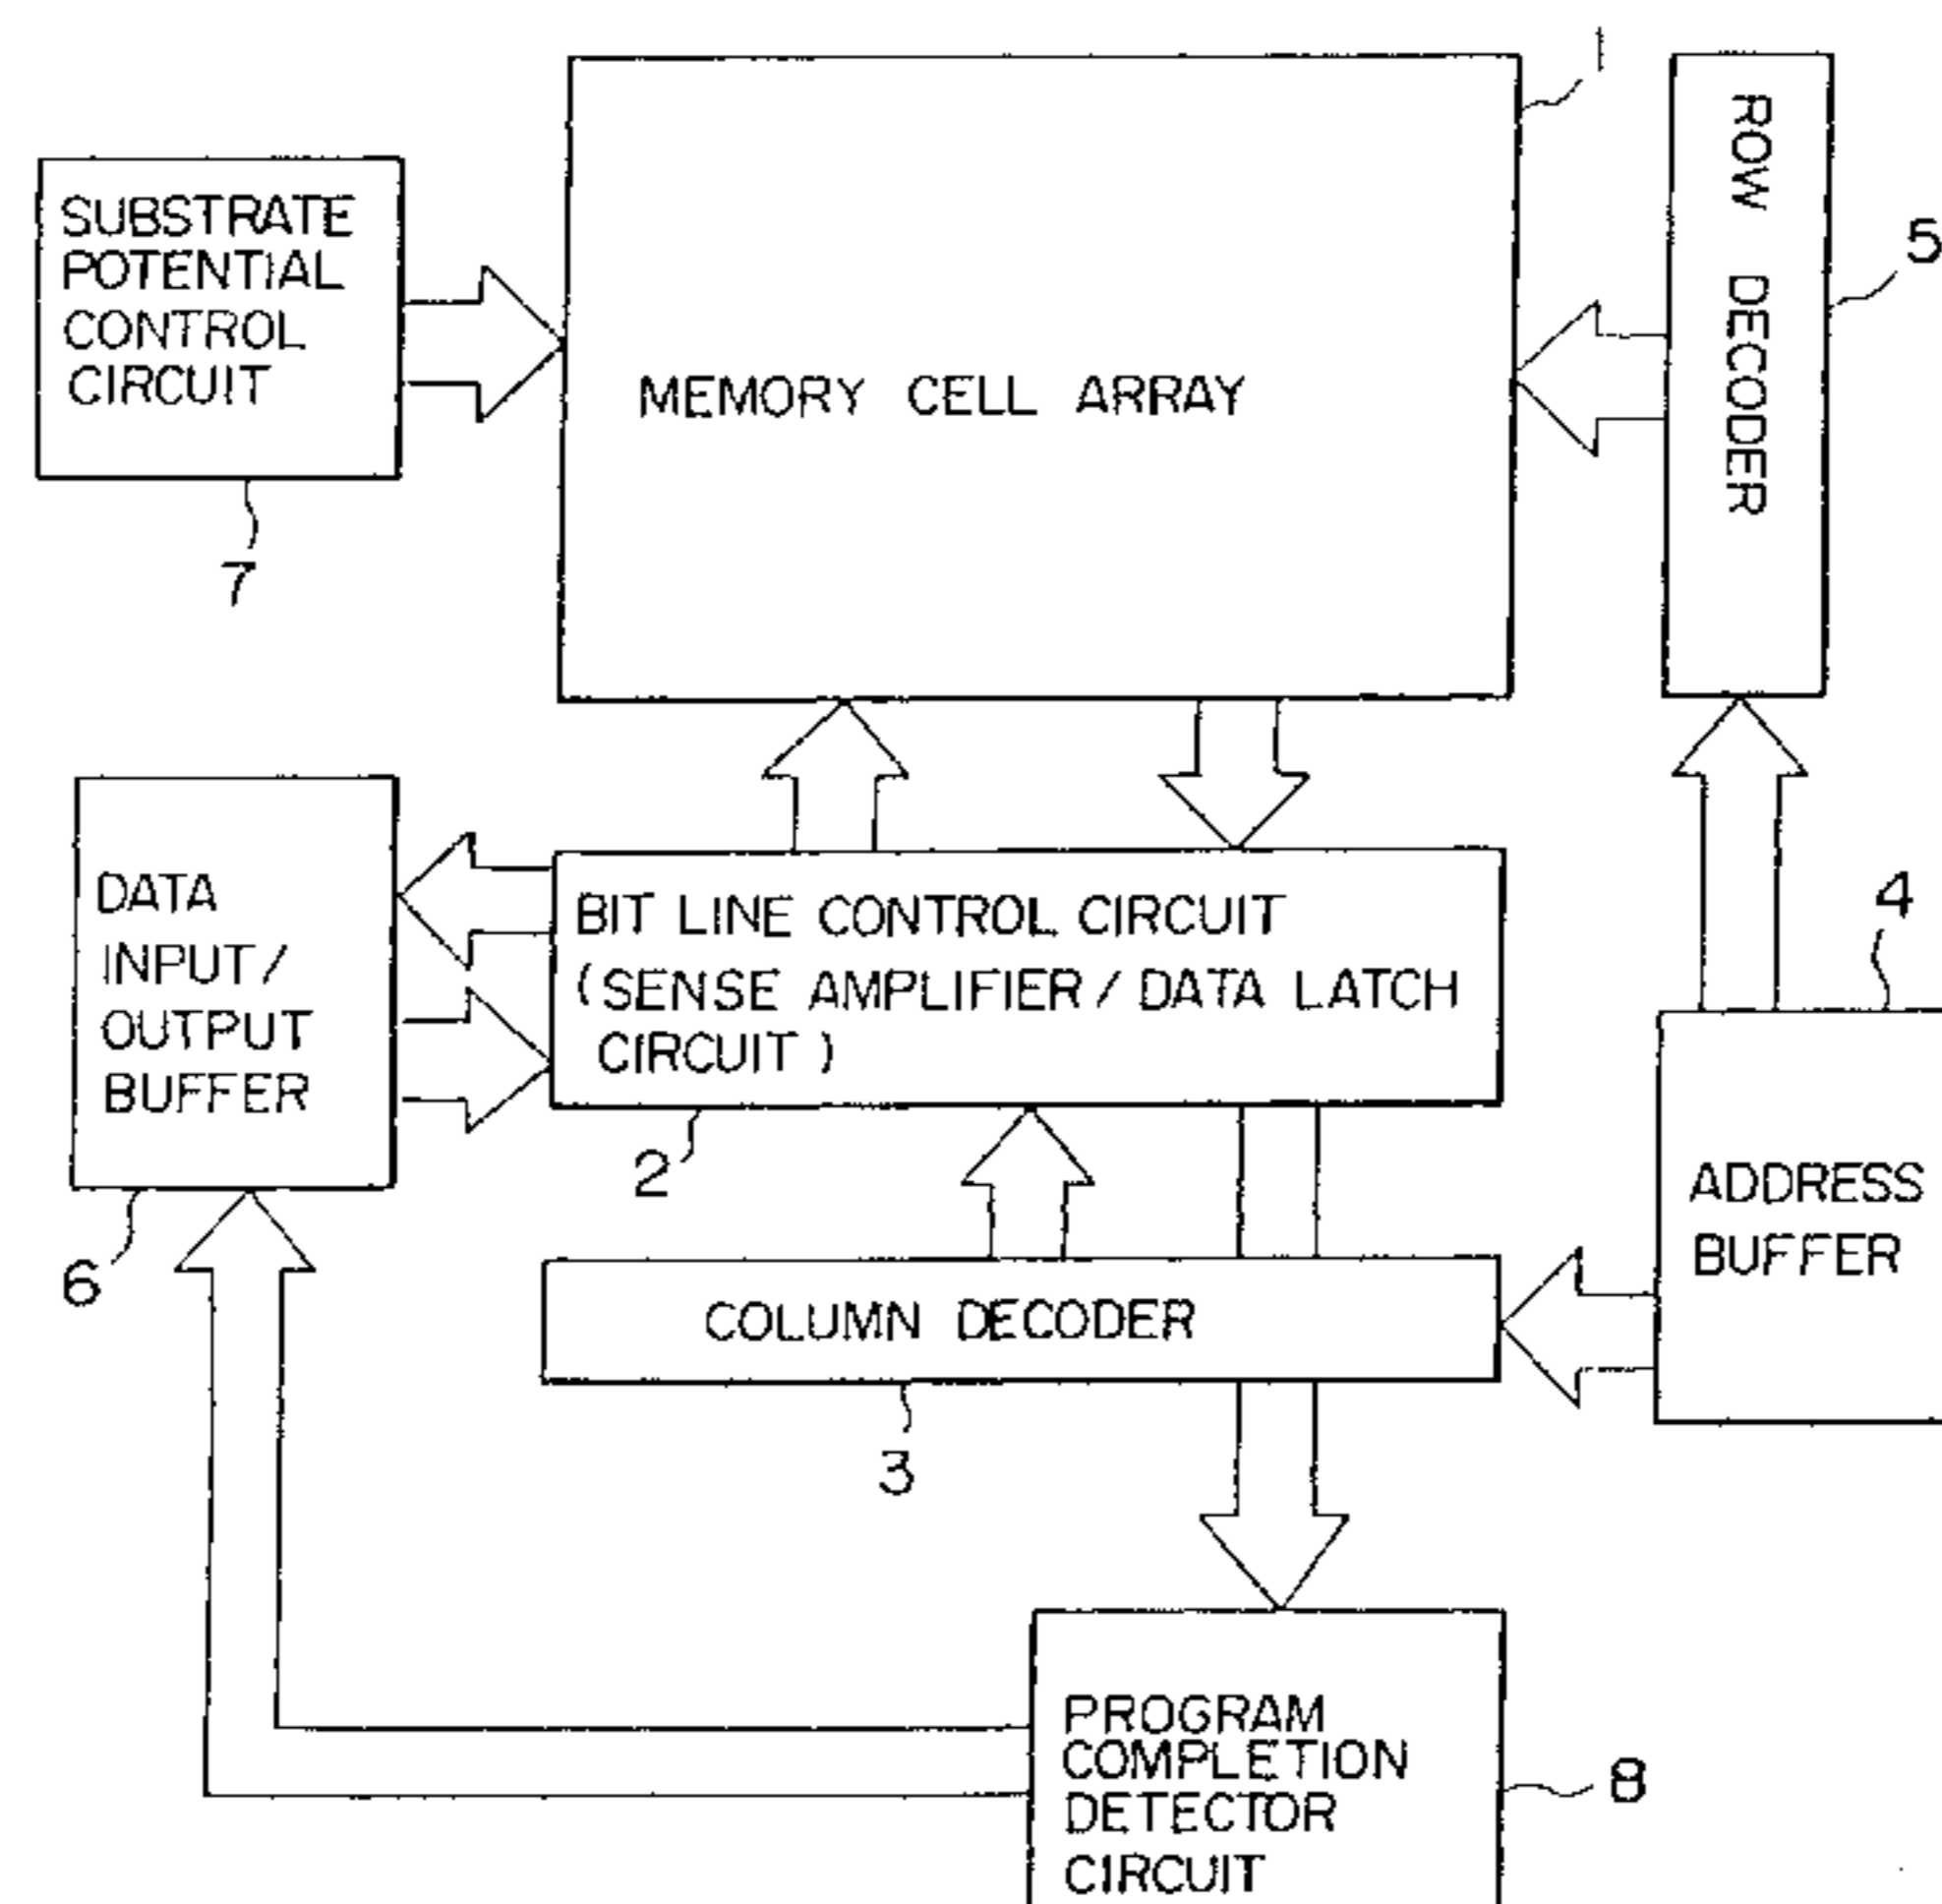 1
ROW DECODER
5
SUBSTRATE
POTENTIAL
CONTROL
CIRCUIT
7
MEMORY CELL ARRAY
DATA
INPUT/
OUTPUT
BUFFER
6
BIT LINE CONTROL CIRCUIT
(SENSE AMPLIFIER/DATA LATCH
CIRCUIT)
2
4
ADDRESS
BUFFER
COLUMN DECODER
3
PROGRAM
COMPLETION
DETECTOR
CIRCUIT
8